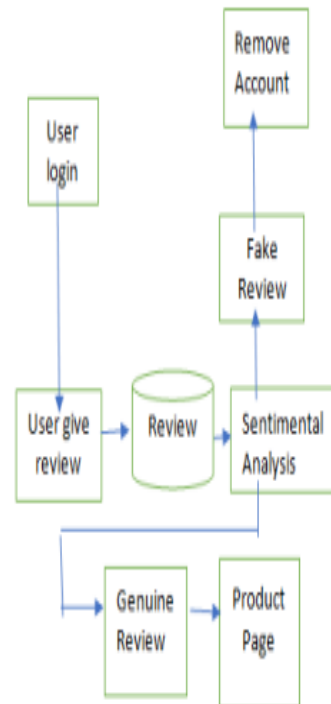 Remove
Account
User
login
Fake
Review
User give
review
Review
Sentimental
Analysis
Genuine
Review
Product
Page